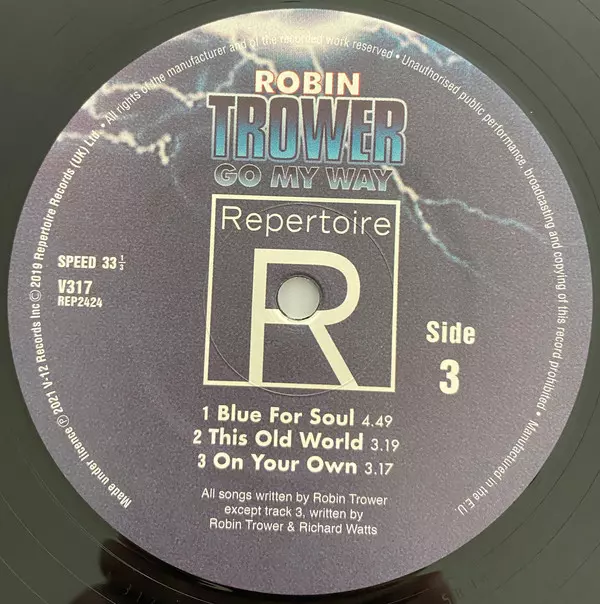 ROBIN
TROWER
GO MY WAY
Repertoire
R
SPEED 33 1/3
V317
REP2424
Side
3
1 Blue For Soul 4.49
2 This Old World 3.19
3 On Your Own 3.17
All songs written by Robin Trower
except track 3, written by
Robin Trower & Richard Watts
Made under licence ℗ 2021 V-12 Records Inc © 2019 Repertoire Records (UK) Ltd. • All rights of the manufacturer and of the recorded work reserved • Unauthorised public performance, broadcasting and copying of this record prohibited • Manufactured in the E.U.